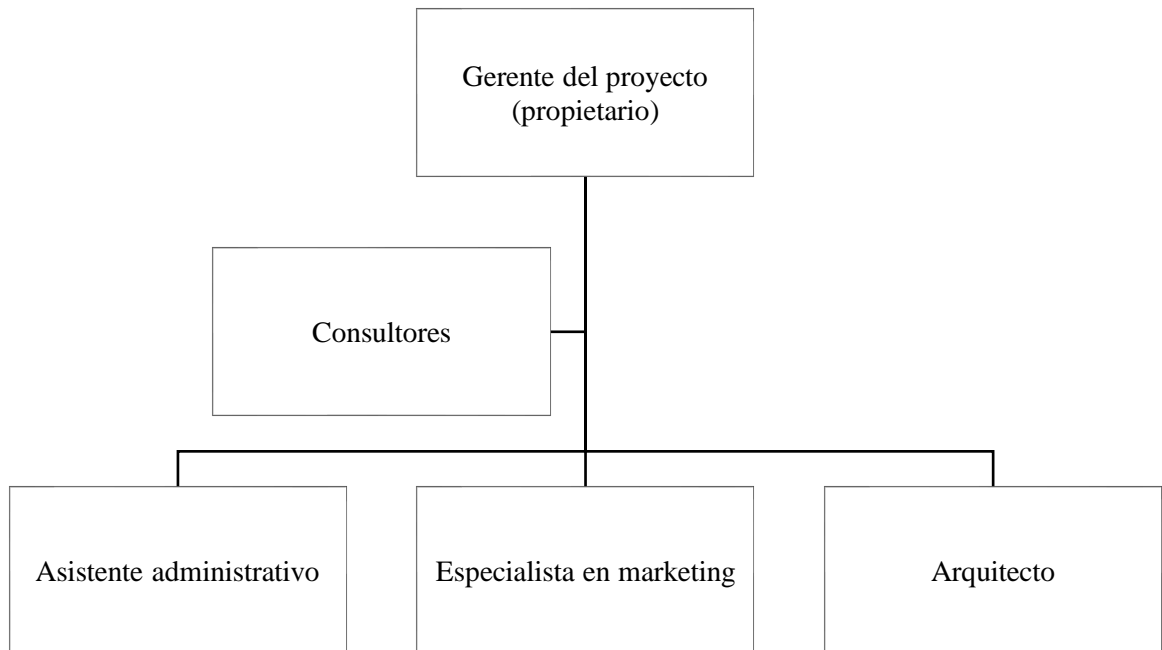 Gerente del proyecto
(propietario)
Consultores
Asistente administrativo
Especialista en marketing
Arquitecto